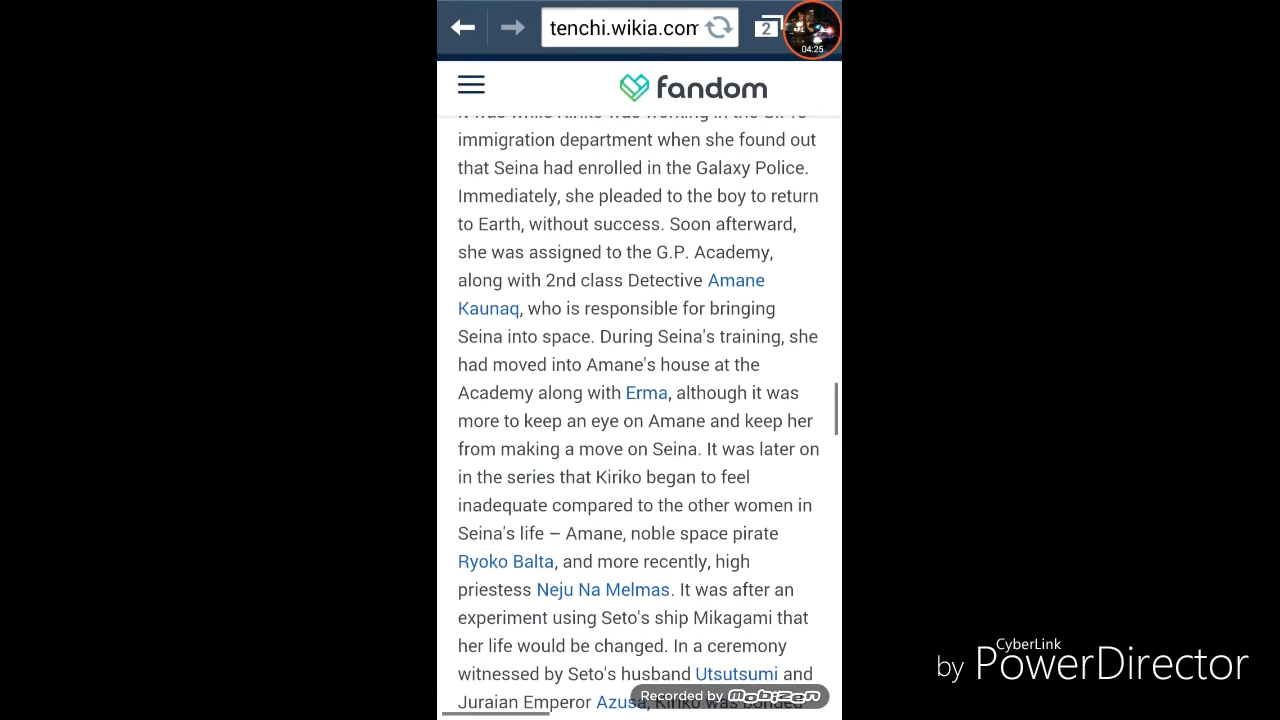 tenchi.wikia.com
2
04:25
fandom
immigration department when she found out
that Seina had enrolled in the Galaxy Police.
Immediately, she pleaded to the boy to return
to Earth, without success. Soon afterward,
she was assigned to the G.P. Academy,
along with 2nd class Detective Amane
Kaunaq, who is responsible for bringing
Seina into space. During Seina's training, she
had moved into Amane's house at the
Academy along with Erma, although it was
more to keep an eye on Amane and keep her
from making a move on Seina. It was later on
in the series that Kiriko began to feel
inadequate compared to the other women in
Seina's life – Amane, noble space pirate
Ryoko Balta, and more recently, high
priestess Neju Na Melmas. It was after an
experiment using Seto's ship Mikagami that
her life would be changed. In a ceremony
witnessed by Seto's husband Utsutsumi and
Juraian Emperor Azusa, Kiriko was bonded
Recorded by mobizen
by CyberLink PowerDirector